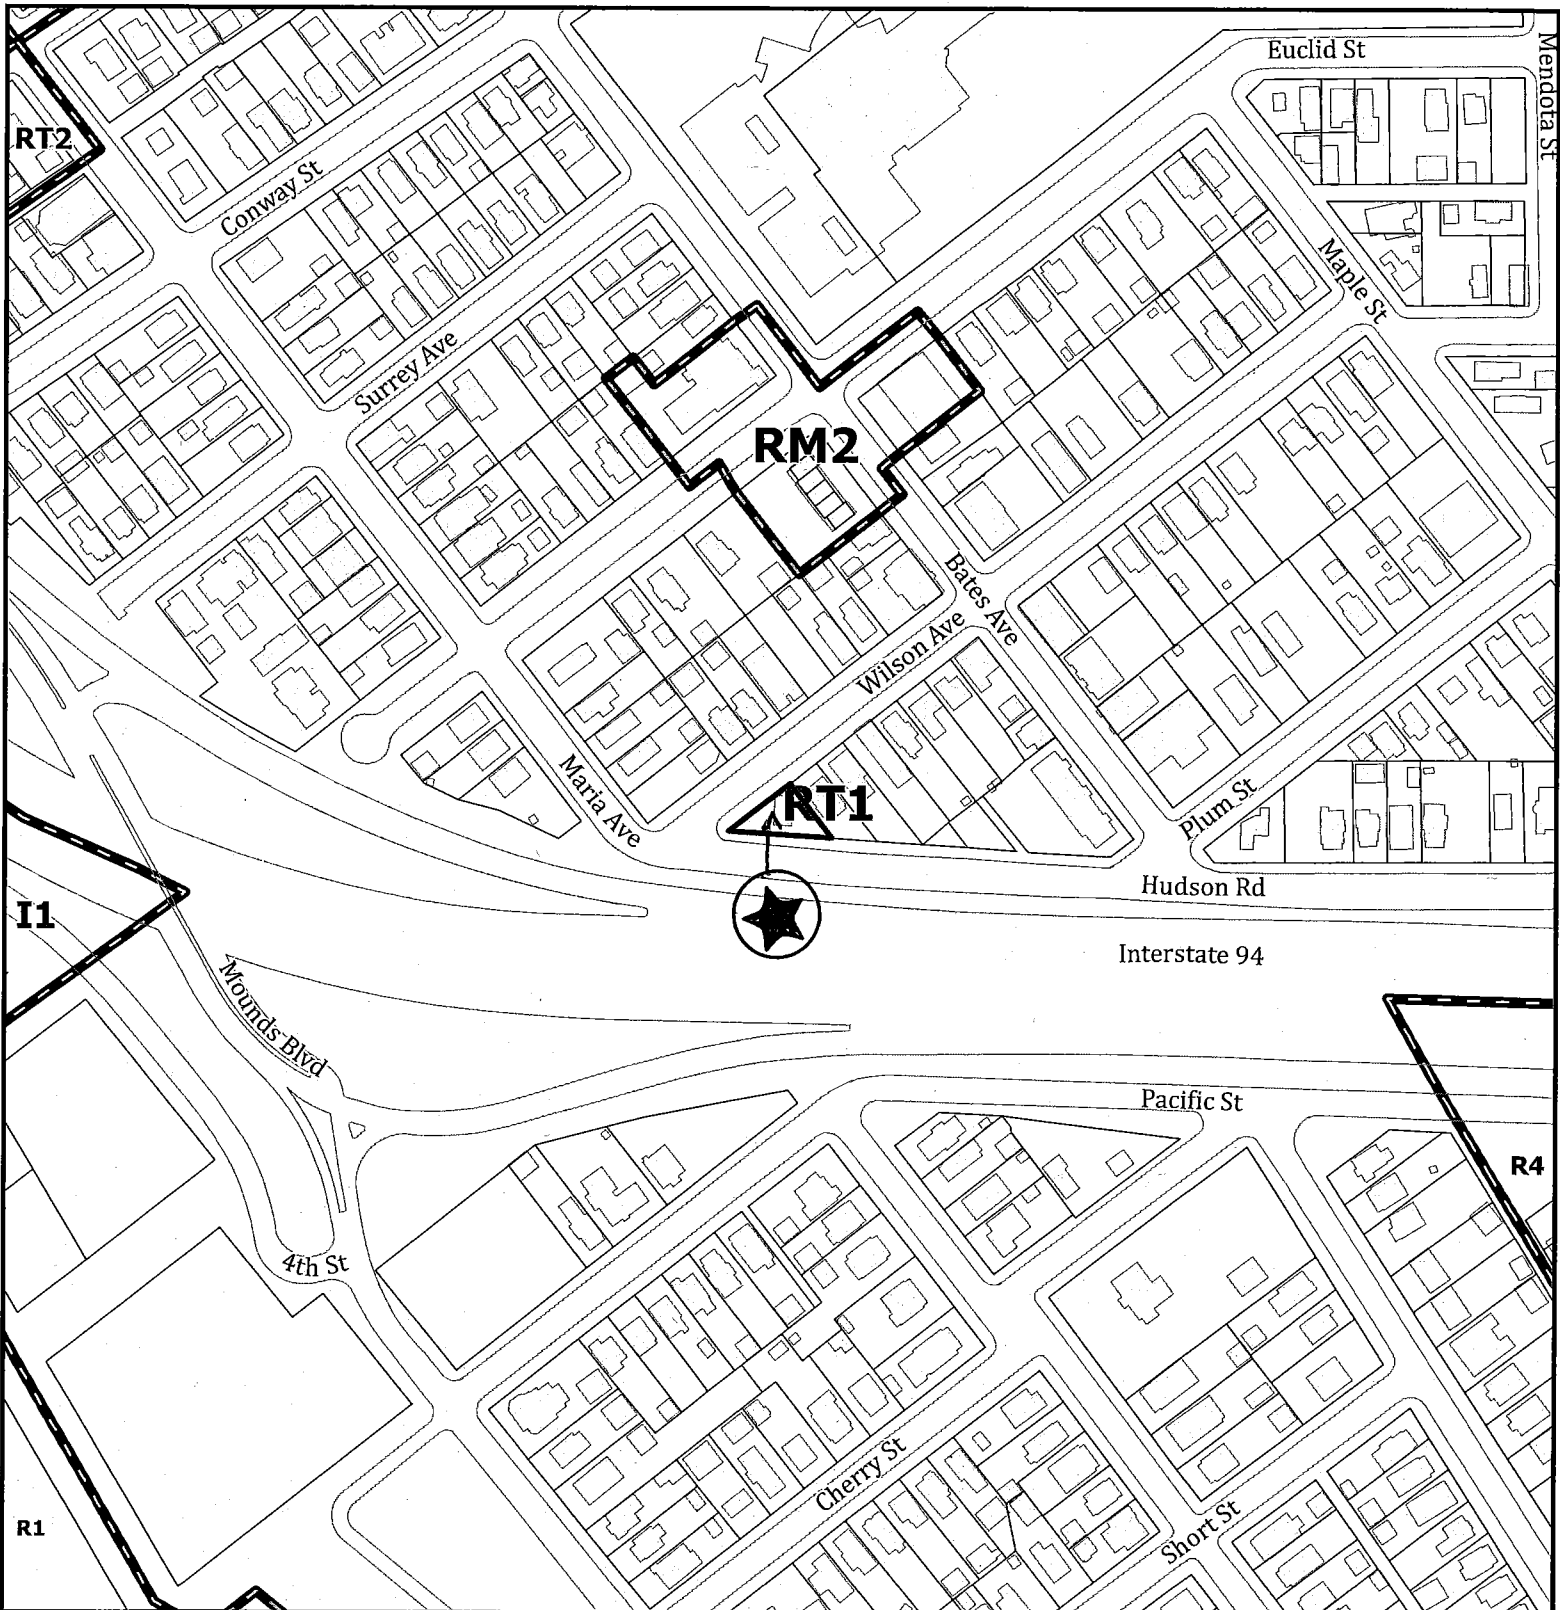 Euclid St
Mendota St
RT2
Conway St
Maple St
Surrey Ave
RM2
Bates Ave
Wilson Ave
Maria Ave
RT1
Plum St
Hudson Rd
I1
Interstate 94
Mounds Blvd
Pacific St
R4
4th St
Cherry St
Short St
R1